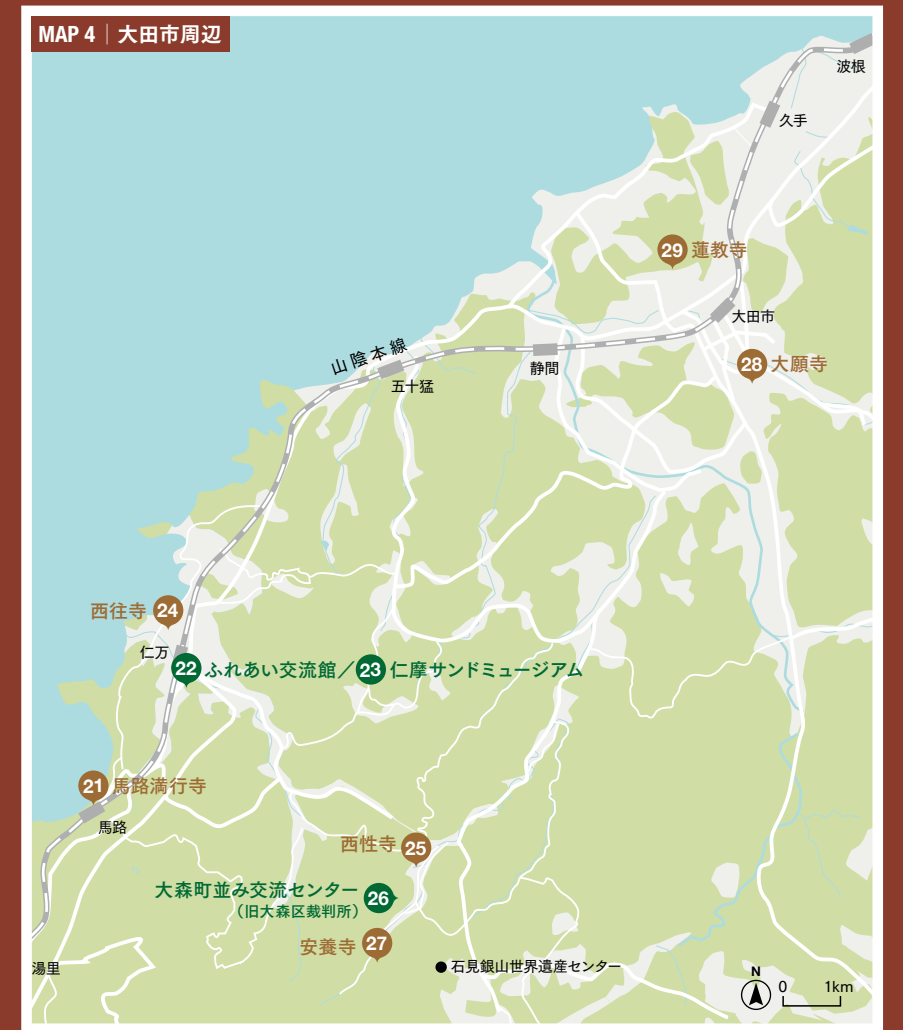 MAP 4｜大田市周辺
波根
久手
29 蓮教寺
大田市
山陰本線
静間
28 大願寺
五十猛
西往寺 24
仁万
22 ふれあい交流館／23 仁摩サンドミュージアム
21 馬路満行寺
馬路
西性寺 25
大森町並み交流センター
（旧大森区裁判所） 26
安養寺 27
湯里
●石見銀山世界遺産センター
N
0 1km